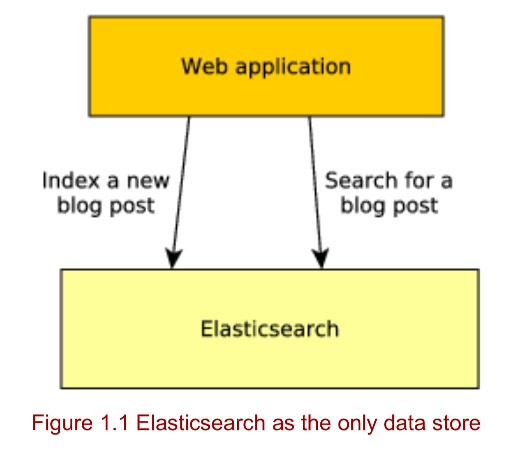 Web application
Index a new
blog post
Search for a
blog post
Elasticsearch
Figure 1.1 Elasticsearch as the only data store